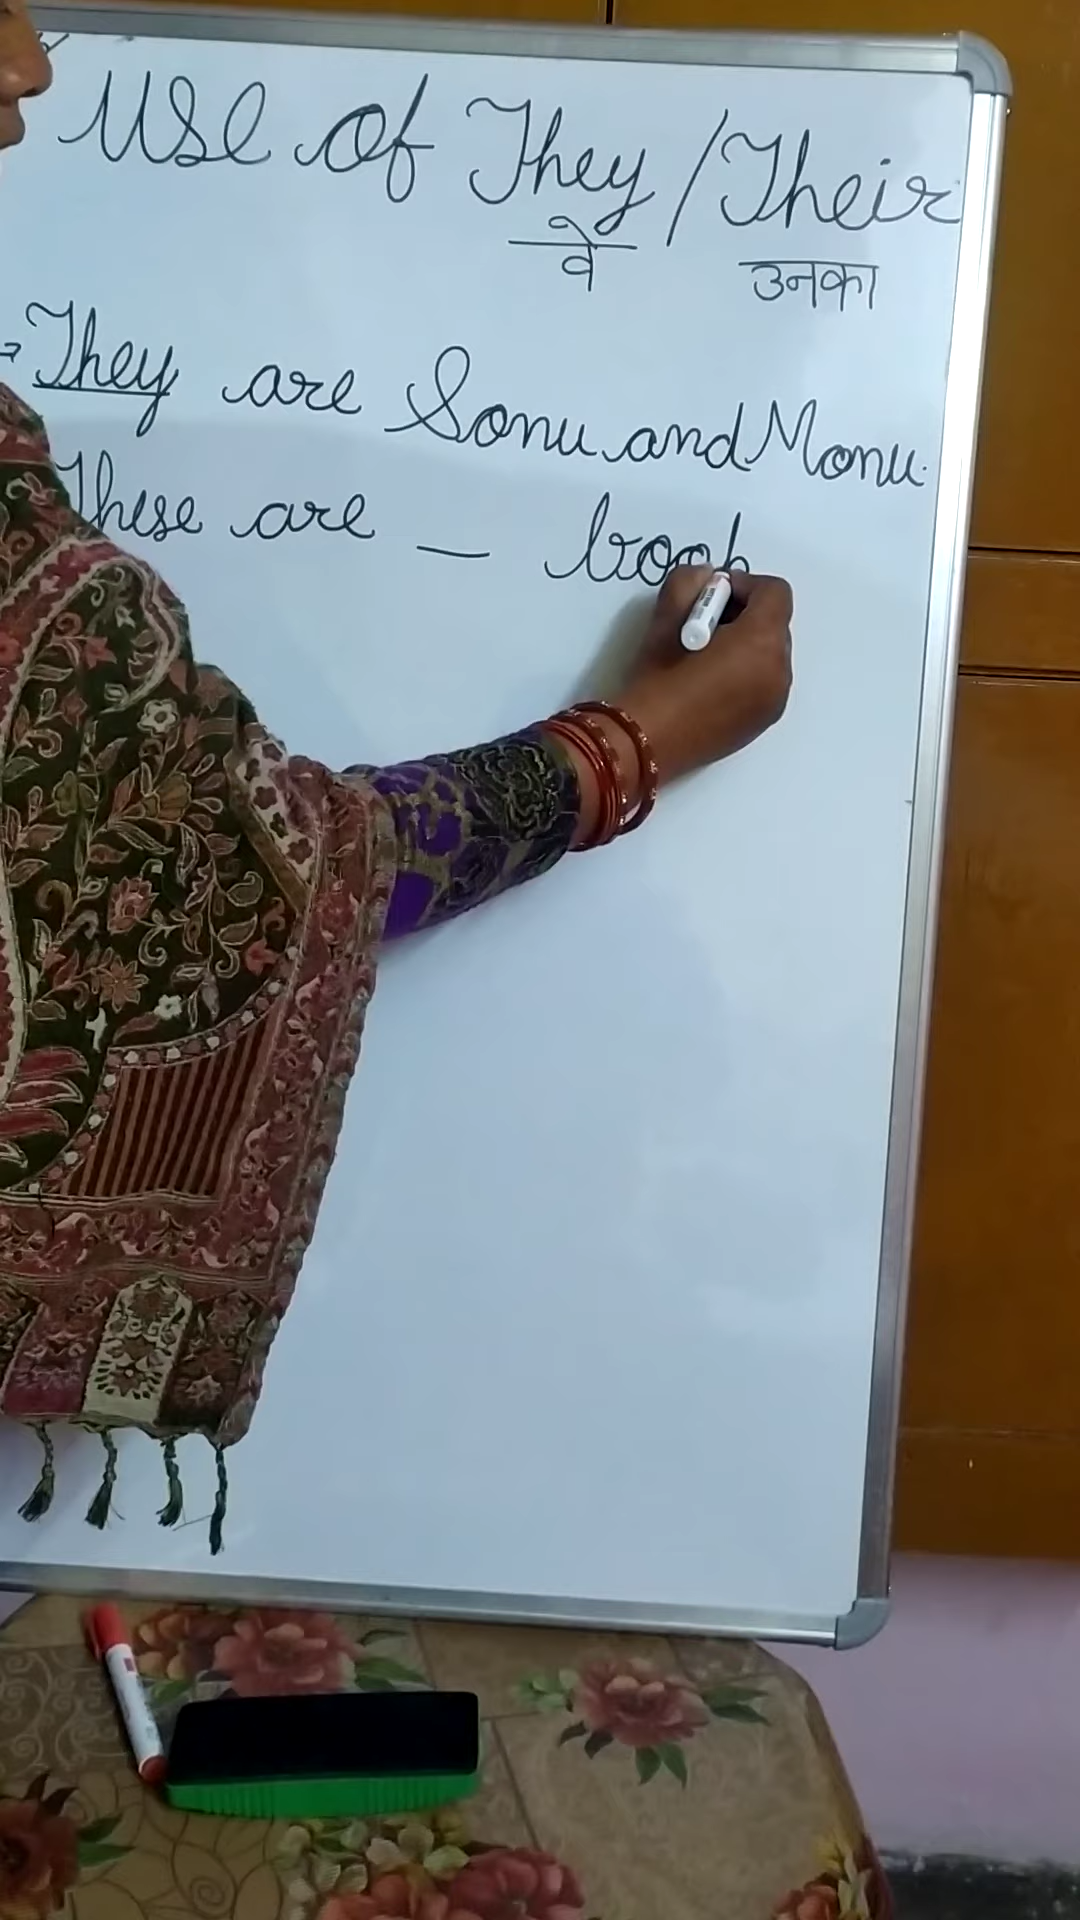 Use of They / Their
वे उनका
→ They are Sonu and Monu.
These are _ book